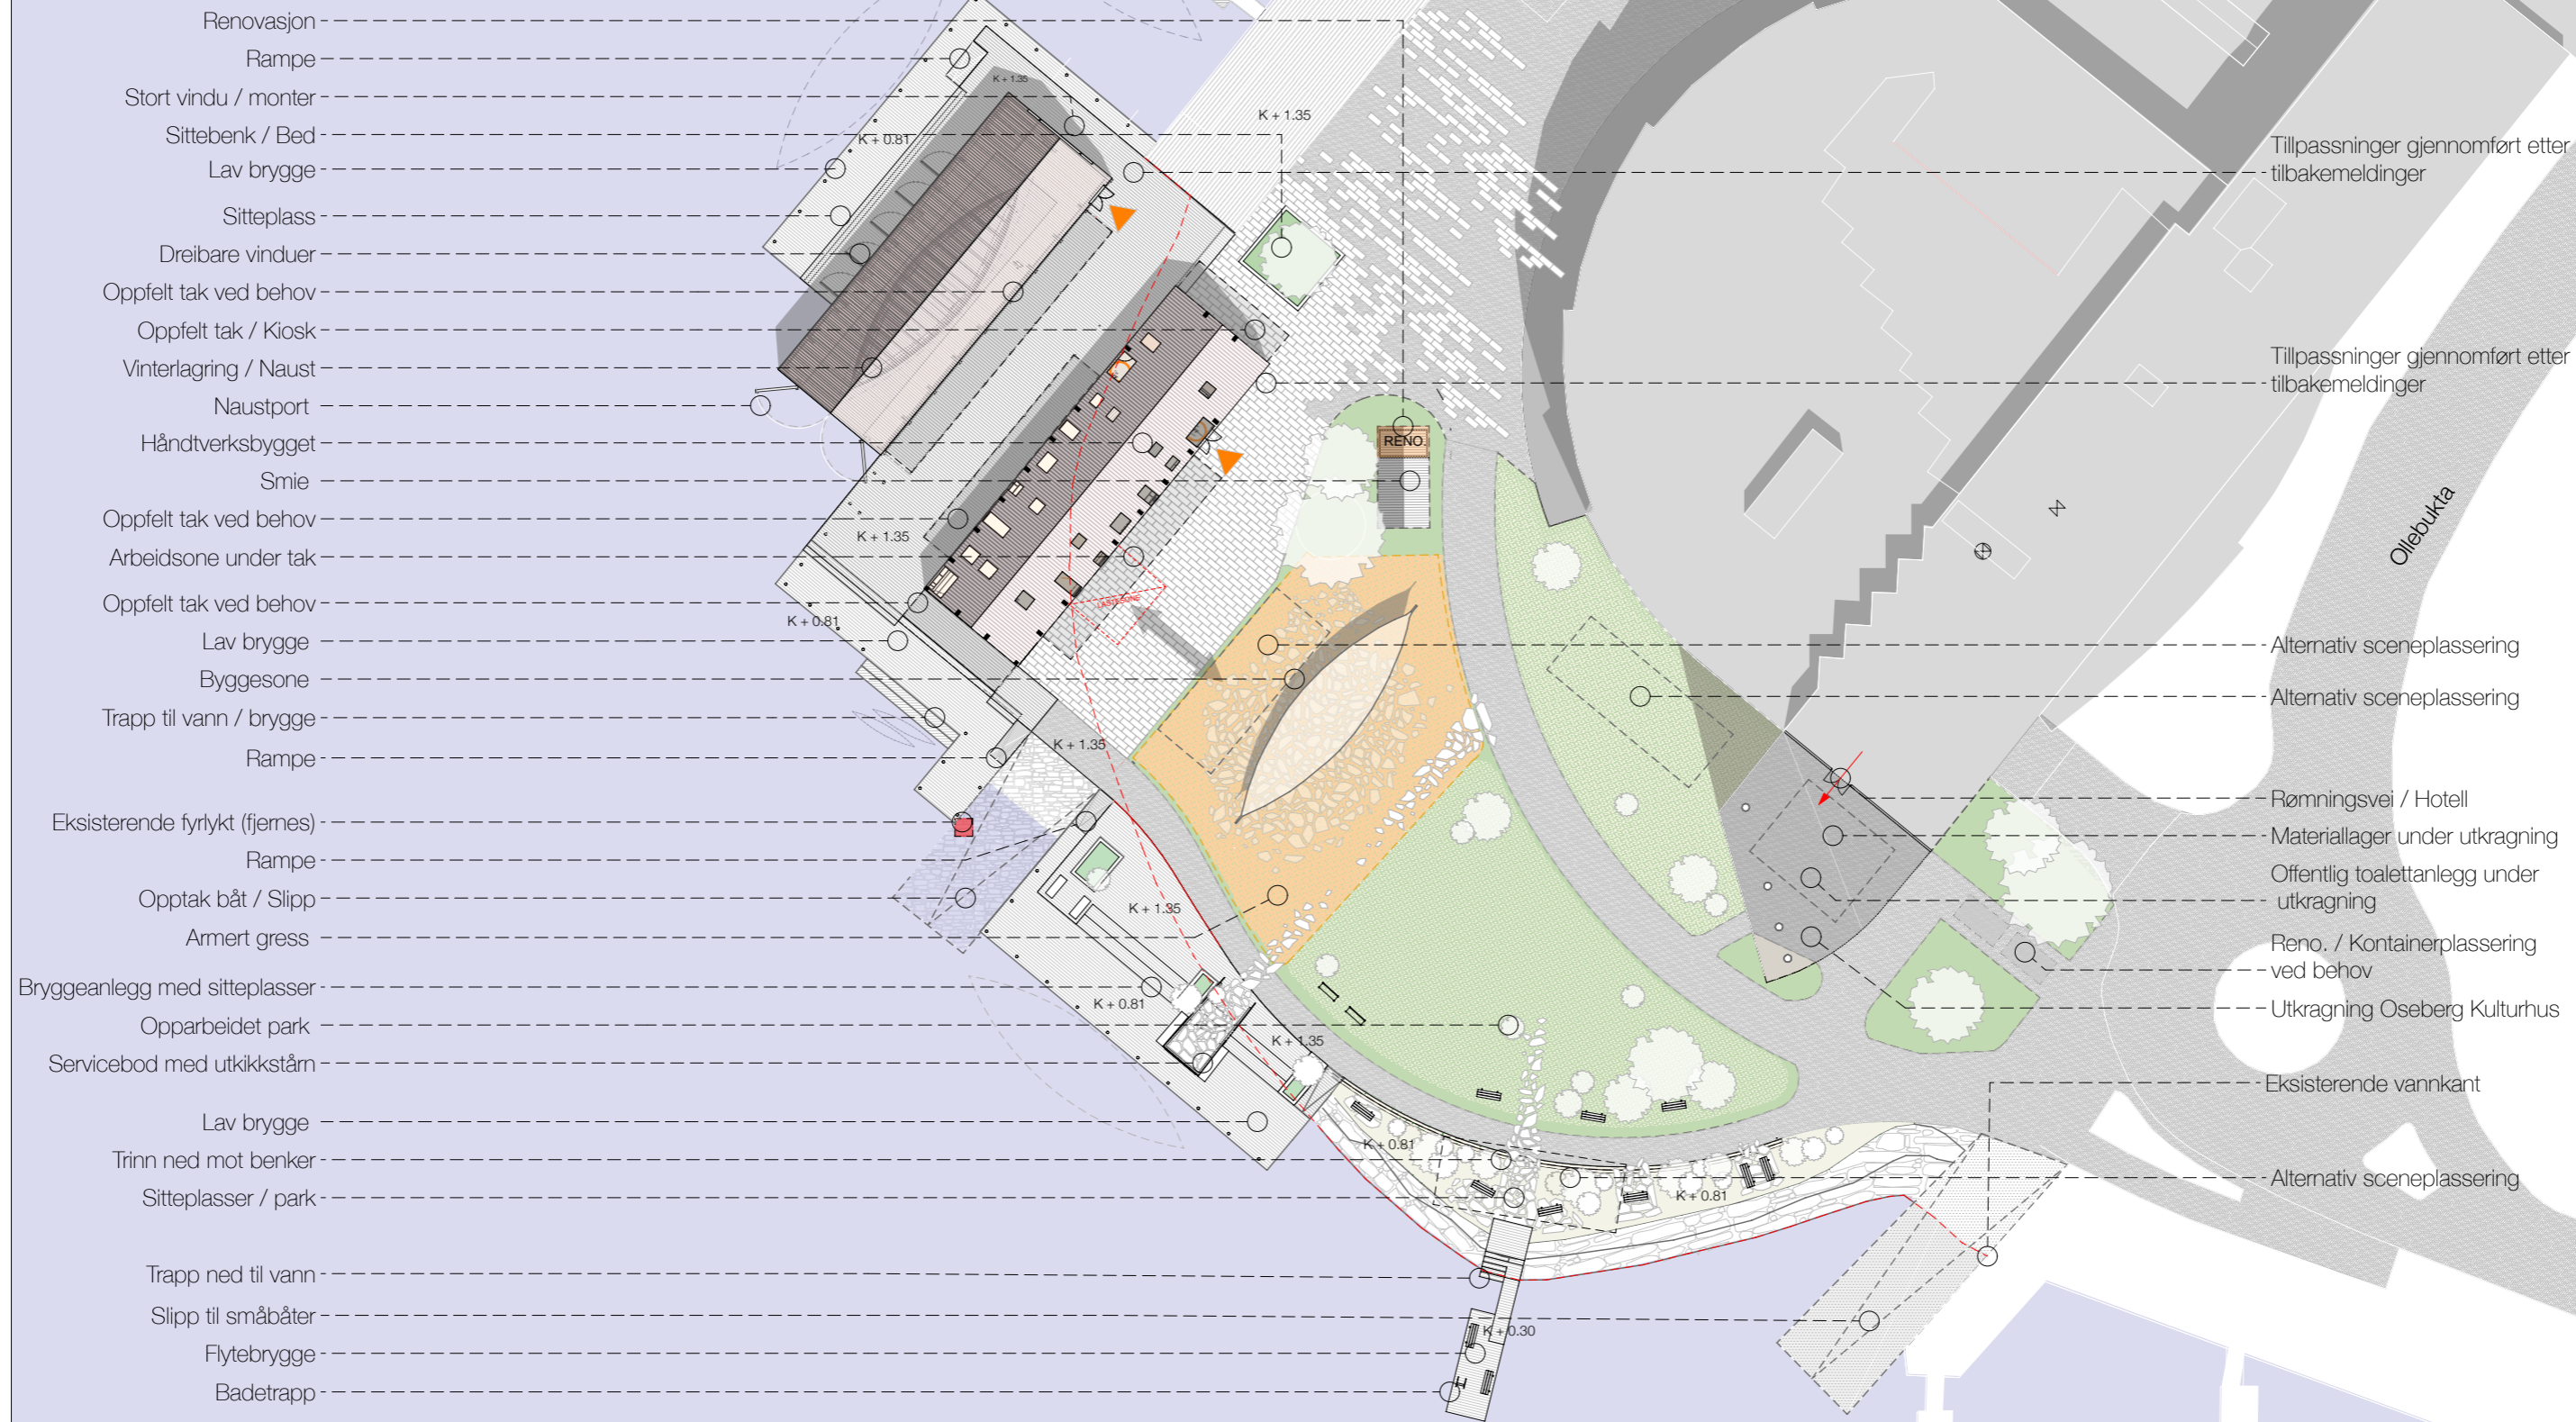 Renovasjon
Rampe
Stort vindu / monter
Sittebenk / Bed
Lav brygge
Sitteplass
Dreibare vinduer
Oppfelt tak ved behov
Oppfelt tak / Kiosk
Vinterlagring / Naust
Naustport
Håndtverksbygget
Smie
Oppfelt tak ved behov
Arbeidsone under tak
Oppfelt tak ved behov
Lav brygge
Byggesone
Trapp til vann / brygge
Rampe
Eksisterende fyrlykt (fjernes)
Rampe
Opptak båt / Slipp
Armert gress
Bryggeanlegg med sitteplasser
Opparbeidet park
Servicebod med utkikkstårn
Lav brygge
Trinn ned mot benker
Sitteplasser / park
Trapp ned til vann
Slipp til småbåter
Flytebrygge
Badetrapp
K + 1.35
K + 0.81
K + 1.35
K + 1.35
K + 0.81
K + 1.35
K + 1.35
K + 0.81
K + 1.35
K + 0.81
K + 0.81
K + 0.30
RENO.
LASTESONE
Ollebukta
Tillpassninger gjennomført etter
tilbakemeldinger
Tillpassninger gjennomført etter
tilbakemeldinger
Alternativ sceneplassering
Alternativ sceneplassering
Rømningsvei / Hotell
Materiallager under utkragning
Offentlig toalettanlegg under
utkragning
Reno. / Kontainerplassering
ved behov
Utkragning Oseberg Kulturhus
Eksisterende vannkant
Alternativ sceneplassering